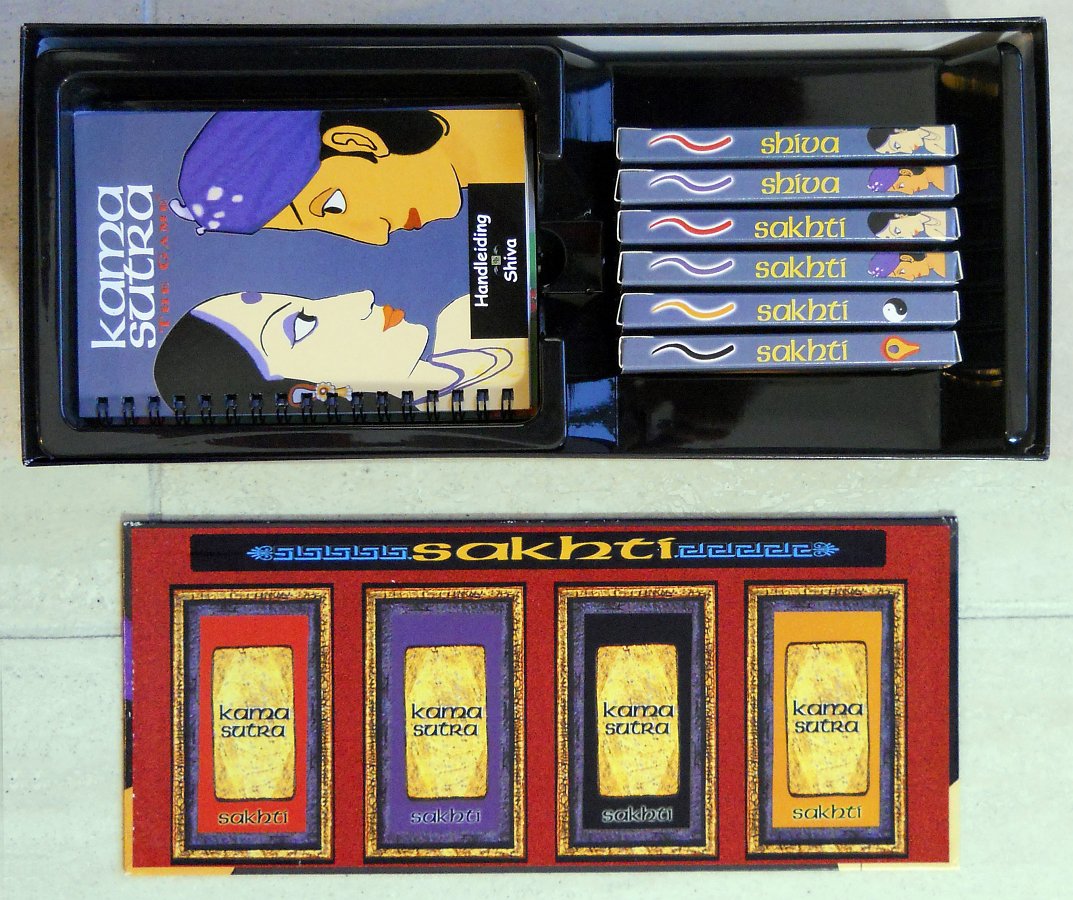 kama
sutra
THE GAME
Handleiding
Shiva
shiva
shiva
sakhti
sakhti
sakhti
sakhti
sakhti
kama
sutra
sakhti
kama
sutra
sakhti
kama
sutra
sakhti
kama
sutra
sakhti